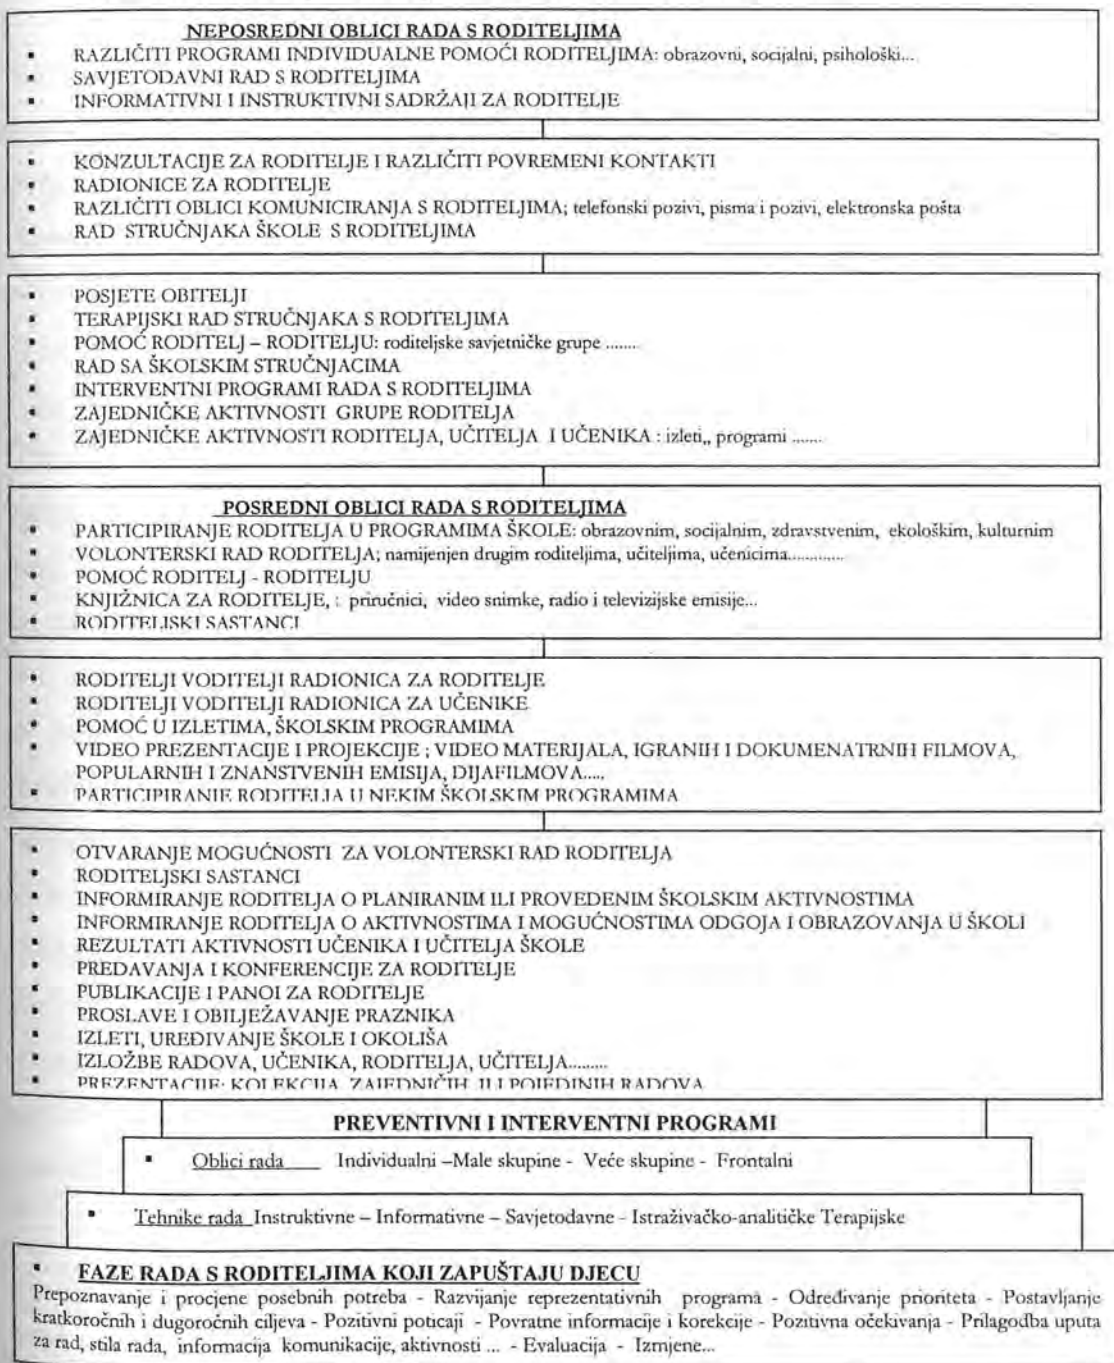 NEPOSREDNI OBLICI RADA S RODITELJIMA
▪ RAZLIČITI PROGRAMI INDIVIDUALNE POMOĆI RODITELJIMA: obrazovni, socijalni, psihološki...
▪ SAVJETODAVNI RAD S RODITELJIMA
▪ INFORMATIVNI I INSTRUKTIVNI SADRŽAJI ZA RODITELJE
▪ KONZULTACIJE ZA RODITELJE I RAZLIČITI POVREMENI KONTAKTI
▪ RADIONICE ZA RODITELJE
▪ RAZLIČITI OBLICI KOMUNICIRANJA S RODITELJIMA; telefonski pozivi, pisma i pozivi, elektronska pošta
▪ RAD STRUČNJAKA ŠKOLE S RODITELJIMA
▪ POSJETE OBITELJI
▪ TERAPIJSKI RAD STRUČNJAKA S RODITELJIMA
▪ POMOĆ RODITELJ – RODITELJU: roditeljske savjetničke grupe ........
▪ RAD SA ŠKOLSKIM STRUČNJACIMA
▪ INTERVENTNI PROGRAMI RADA S RODITELJIMA
▪ ZAJEDNIČKE AKTIVNOSTI GRUPE RODITELJA
▪ ZAJEDNIČKE AKTIVNOSTI RODITELJA, UČITELJA I UČENIKA : izleti,, programi .......
POSREDNI OBLICI RADA S RODITELJIMA
▪ PARTICIPIRANJE RODITELJA U PROGRAMIMA ŠKOLE: obrazovnim, socijalnim, zdravstvenim, ekološkim, kulturnim
▪ VOLONTERSKI RAD RODITELJA; namijenjen drugim roditeljima, učiteljima, učenicima.............
▪ POMOĆ RODITELJ - RODITELJU
▪ KNJIŽNICA ZA RODITELJE, : priručnici, video snimke, radio i televizijske emisije...
▪ RODITELJSKI SASTANCI
▪ RODITELJI VODITELJI RADIONICA ZA RODITELJE
▪ RODITELJI VODITELJI RADIONICA ZA UČENIKE
▪ POMOĆ U IZLETIMA, ŠKOLSKIM PROGRAMIMA
▪ VIDEO PREZENTACIJE I PROJEKCIJE ; VIDEO MATERIJALA, IGRANIH I DOKUMENATRNIH FILMOVA,
POPULARNIH I ZNANSTVENIH EMISIJA, DIJAFILMOVA....,
▪ PARTICIPIRANJE RODITELJA U NEKIM ŠKOLSKIM PROGRAMIMA
▪ OTVARANJE MOGUĆNOSTI ZA VOLONTERSKI RAD RODITELJA
▪ RODITELJSKI SASTANCI
▪ INFORMIRANJE RODITELJA O PLANIRANIM ILI PROVEDENIM ŠKOLSKIM AKTIVNOSTIMA
▪ INFORMIRANJE RODITELJA O AKTIVNOSTIMA I MOGUĆNOSTIMA ODGOJA I OBRAZOVANJA U ŠKOLI
▪ REZULTATI AKTIVNOSTI UČENIKA I UČITELJA ŠKOLE
▪ PREDAVANJA I KONFERENCIJE ZA RODITELJE
▪ PUBLIKACIJE I PANOI ZA RODITELJE
▪ PROSLAVE I OBILJEŽAVANJE PRAZNIKA
▪ IZLETI, UREĐIVANJE ŠKOLE I OKOLIŠA
▪ IZLOŽBE RADOVA, UČENIKA, RODITELJA, UČITELJA.........
▪ PREZENTACIJE: KOLEKCIJA ZAJEDNIČIH ILI POJEDINIH RADOVA
PREVENTIVNI I INTERVENTNI PROGRAMI
▪ Oblici rada Individualni –Male skupine - Veće skupine - Frontalni
▪ Tehnike rada Instruktivne – Informativne – Savjetodavne - Istraživačko-analitičke Terapijske
▪ FAZE RADA S RODITELJIMA KOJI ZAPUŠTAJU DJECU
Prepoznavanje i procjene posebnih potreba - Razvijanje reprezentativnih programa - Određivanje prioriteta - Postavljanje
kratkoročnih i dugoročnih ciljeva - Pozitivni poticaji - Povratne informacije i korekcije - Pozitivna očekivanja - Prilagodba uputa
za rad, stila rada, informacija komunikacije, aktivnosti ... - Evaluacija - Izmjene...